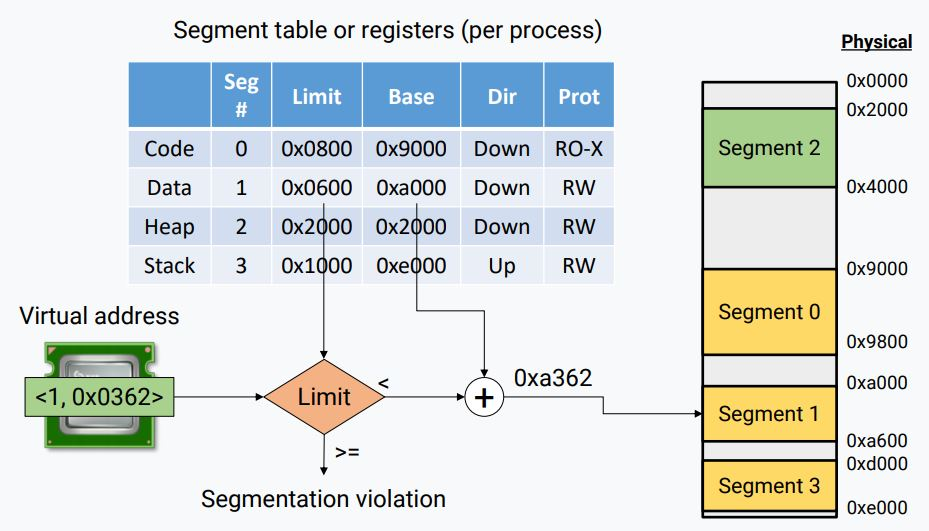 Segment table or registers (per process)
Physical
Seg # Limit Base Dir Prot
Code 0 0x0800 0x9000 Down RO-X
Data 1 0x0600 0xa000 Down RW
Heap 2 0x2000 0x2000 Down RW
Stack 3 0x1000 0xe000 Up RW
Virtual address
<1, 0x0362>
Limit
<
>=
Segmentation violation
+
0xa362
0x0000
0x2000
Segment 2
0x4000
0x9000
Segment 0
0x9800
0xa000
Segment 1
0xa600
0xd000
Segment 3
0xe000